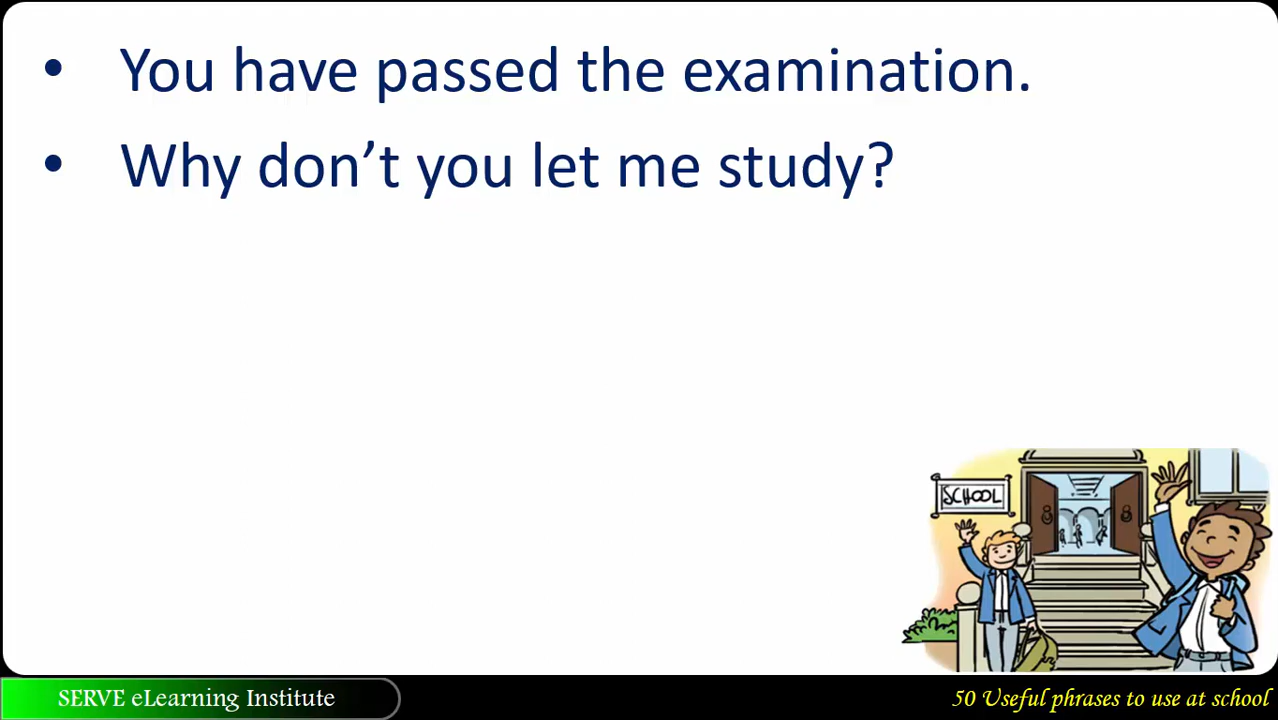 • You have passed the examination.
• Why don’t you let me study?
SCHOOL
SERVE eLearning Institute
50 Useful phrases to use at school